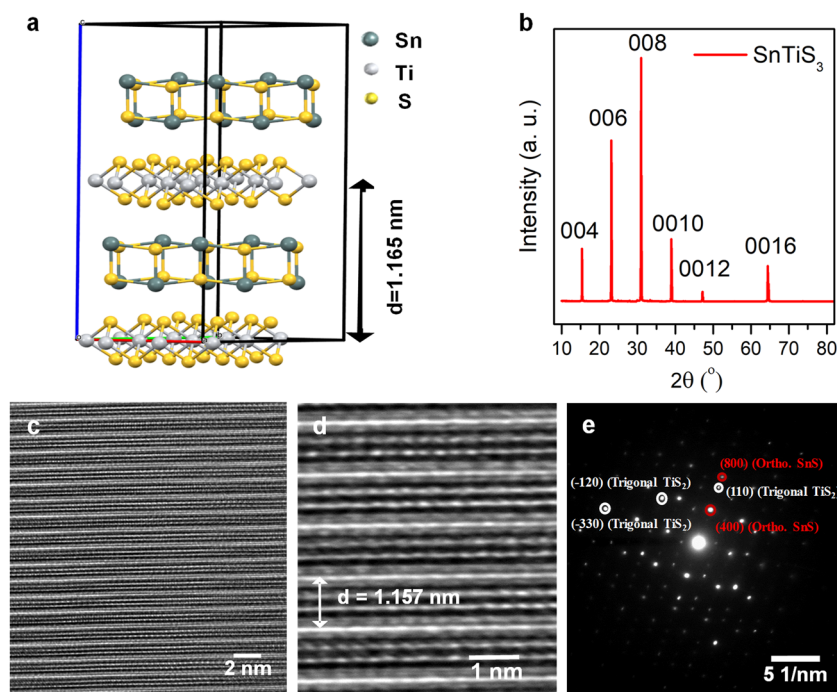 a
Sn
Ti
S
d=1.165 nm
b
SnTiS₃
008
006
004
0010
0012
0016
Intensity (a. u.)
10 20 30 40 50 60 70 80
2θ (°)
c
2 nm
d
d = 1.157 nm
1 nm
e
(800) (Ortho. SnS)
(-120) (Trigonal TiS₂)
(110) (Trigonal TiS₂)
(-330) (Trigonal TiS₂)
(400) (Ortho. SnS)
5 1/nm